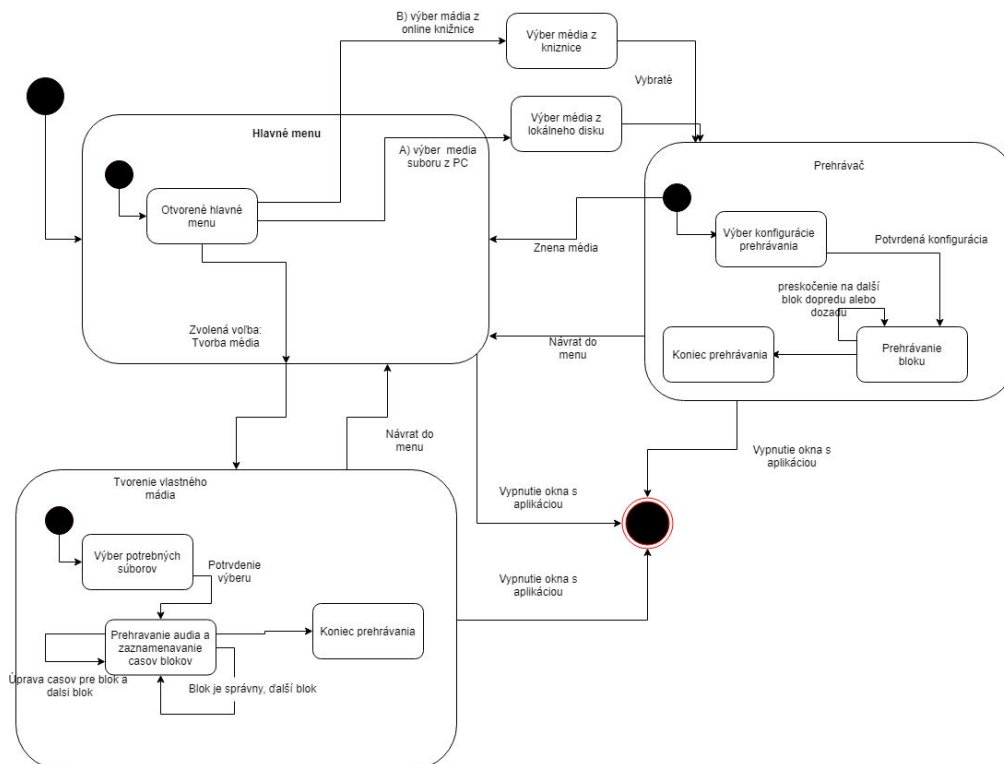 B) výber mádia z
online knižnice
Výber média z
kniznice
Vybraté
Výber média z
lokálneho disku
Hlavné menu
A) výber  media
suboru z PC
Otvorené hlavné
menu
Zvolená voľba:
Tvorba média
Prehrávač
Znena média
Výber konfigurácie
prehrávania
Potvrdená konfigurácia
preskočenie na další
blok dopredu alebo
dozadu
Prehrávanie
bloku
Koniec prehrávania
Návrat do
menu
Návrat do
menu
Vypnutie okna s
aplikáciou
Vypnutie okna s
aplikáciou
Vypnutie okna s
aplikáciou
Tvorenie vlastného
mádia
Výber potrebných
súborov
Potrvdenie
výberu
Prehravanie audia a
zaznamenavanie
casov blokov
Koniec prehrávania
Úprava casov pre blok a
dalsi blok
Blok je správny, ďalší blok